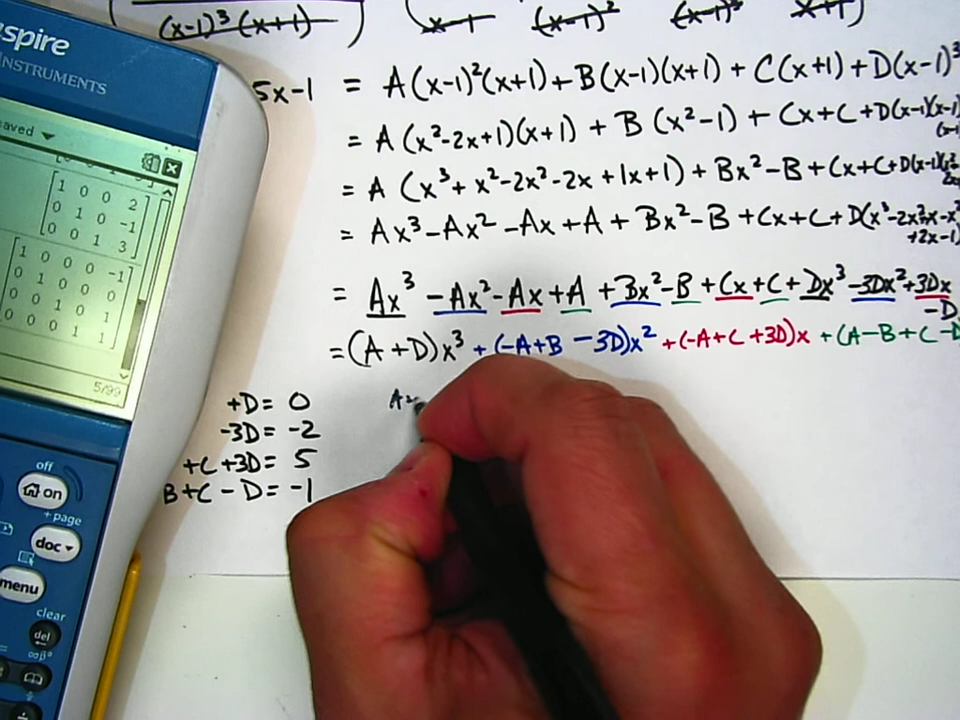 (x-1)³(x+1) x-1 (x-1)² (x-1)³ x+1
5x-1 = A(x-1)²(x+1)+B(x-1)(x+1) + C(x+1)+D(x-1)³
= A(x²-2x+1)(x+1) + B(x²-1) + Cx+C+D(x-1)(x-1)
= A(x³+x²-2x²-2x+1x+1)+Bx²-B+Cx+C+D(x-1)
= Ax³-Ax²-Ax+A+Bx²-B+Cx+C+D(x³-2x²+x-x²
+2x-1)
= Ax³-Ax²-Ax+A+Bx²-B+Cx+C+Dx³-3Dx²+3Dx
-D
=(A+D)x³+(-A+B-3D)x²+(-A+C+3D)x+(A-B+C-D
+D= 0 A=
-3D= -2
+C+3D= 5
B+C-D=-1
spire
INSTRUMENTS
saved
1 0 0 2
0 1 0 -1
0 0 1 3
1 0 0 0 -1
0 1 0 0 0
0 0 1 0 1
0 0 0 1 1
5/99
off
on
+page
doc
menu
clear
del